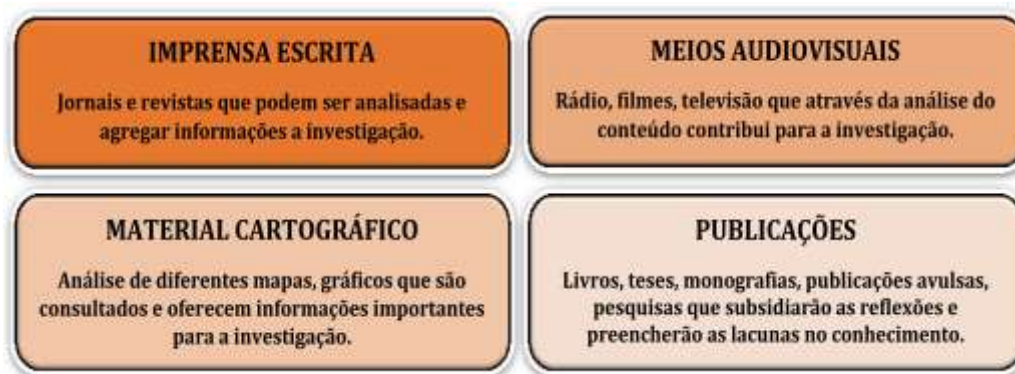 IMPRENSA ESCRITA
Jornais e revistas que podem ser analisadas e
agregar informações a investigação.
MEIOS AUDIOVISUAIS
Rádio, filmes, televisão que através da análise do
conteúdo contribui para a investigação.
MATERIAL CARTOGRÁFICO
Análise de diferentes mapas, gráficos que são
consultados e oferecem informações importantes
para a investigação.
PUBLICAÇÕES
Livros, teses, monografias, publicações avulsas,
pesquisas que subsidiarão as reflexões e
preencherão as lacunas no conhecimento.